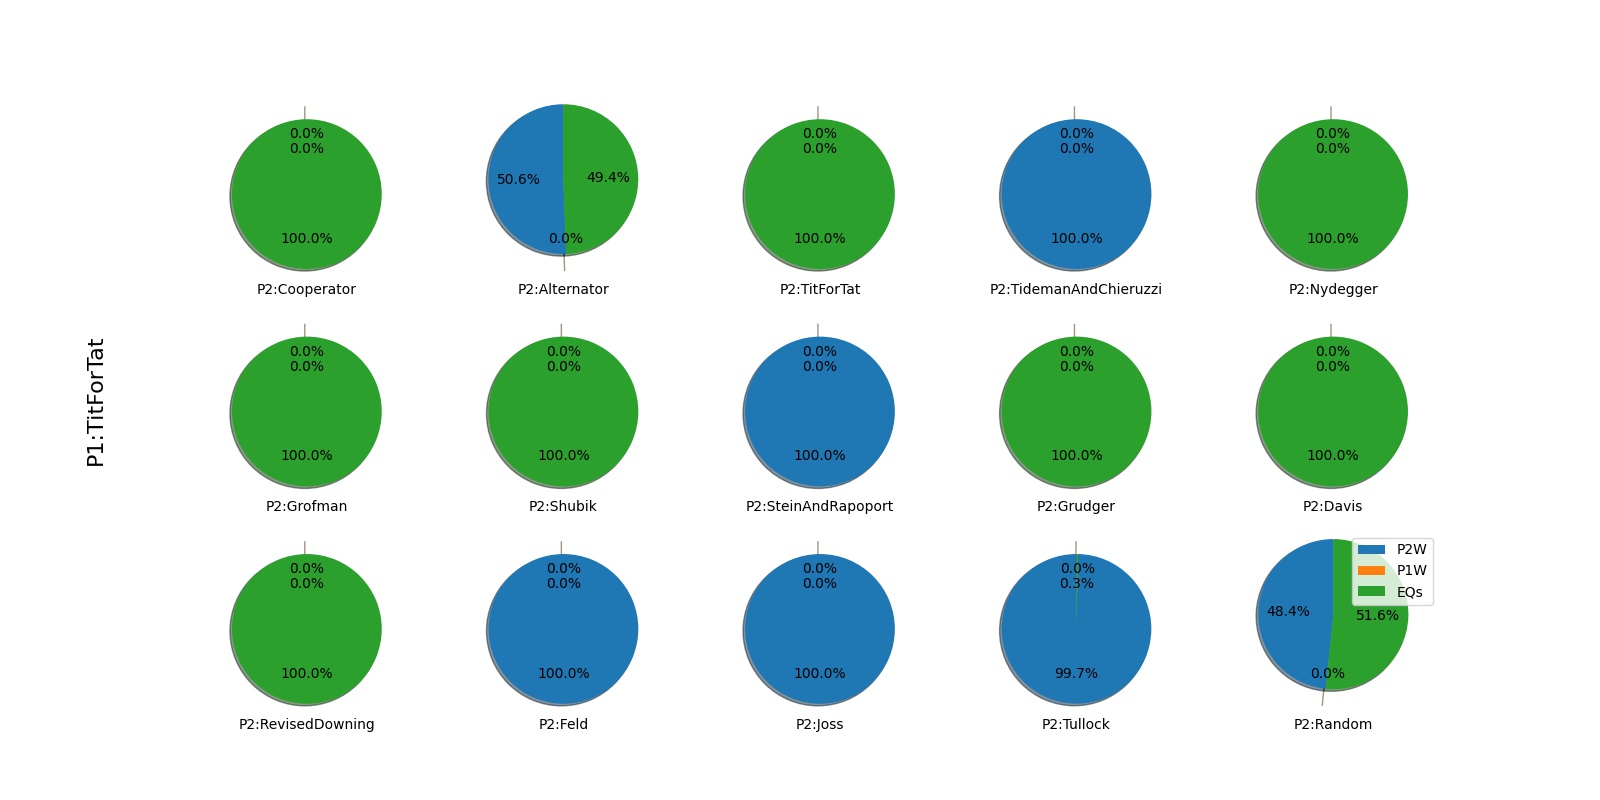 0.0%
0.0%
100.0%
P2:Cooperator
50.6%
49.4%
0.0%
P2:Alternator
0.0%
0.0%
100.0%
P2:TitForTat
0.0%
0.0%
100.0%
P2:TidemanAndChieruzzi
0.0%
0.0%
100.0%
P2:Nydegger
P1:TitForTat
0.0%
0.0%
100.0%
P2:Grofman
0.0%
0.0%
100.0%
P2:Shubik
0.0%
0.0%
100.0%
P2:SteinAndRapoport
0.0%
0.0%
100.0%
P2:Grudger
0.0%
0.0%
100.0%
P2:Davis
0.0%
0.0%
100.0%
P2:RevisedDowning
0.0%
0.0%
100.0%
P2:Feld
0.0%
0.0%
100.0%
P2:Joss
0.0%
0.3%
99.7%
P2:Tullock
P2W
P1W
EQs
48.4%
51.6%
0.0%
P2:Random